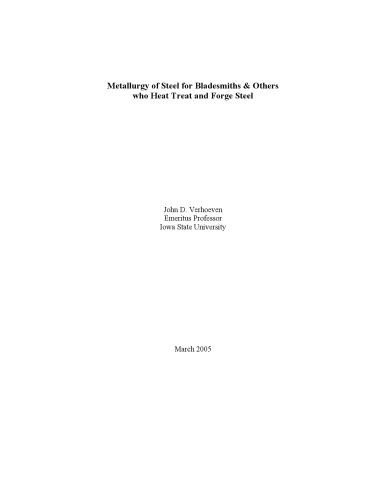 Metallurgy of Steel for Bladesmiths & Others
who Heat Treat and Forge Steel
John D. Verhoeven
Emeritus Professor
Iowa State University
March 2005